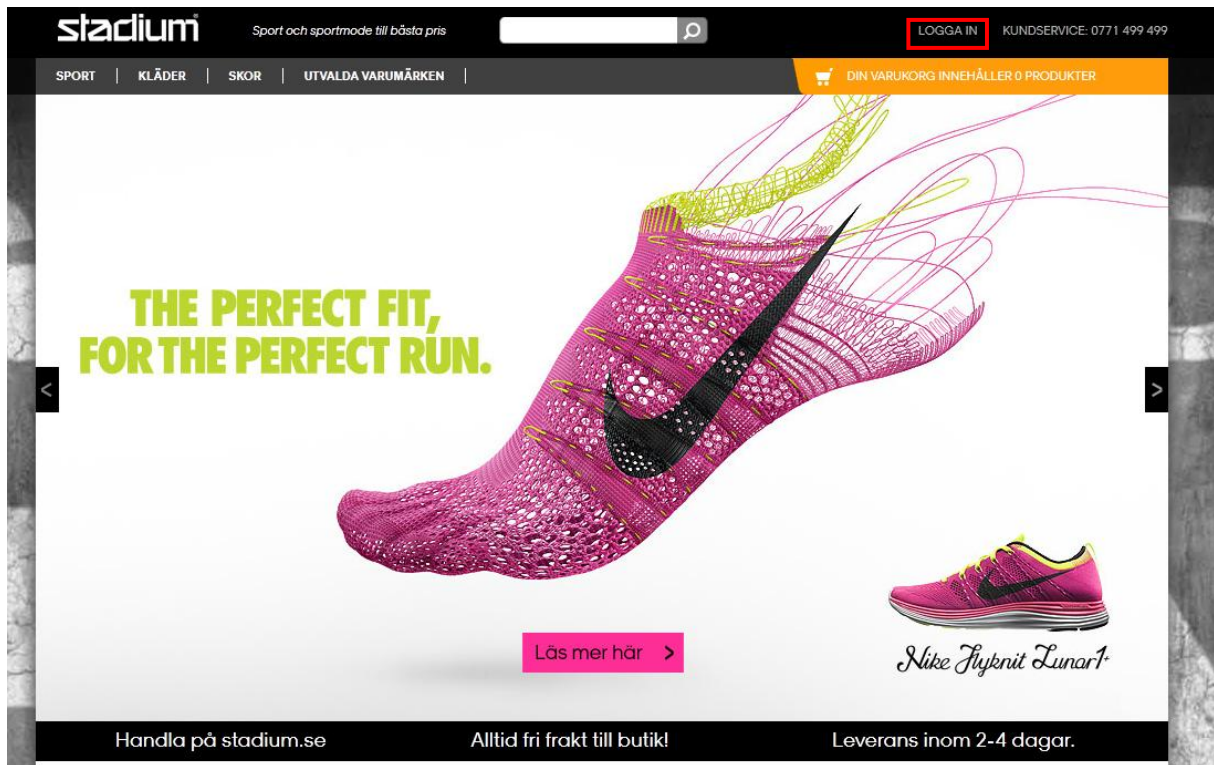 stadium
Sport och sportmode till bästa pris
LOGGA IN
KUNDSERVICE: 0771 499 499
SPORT
KLÄDER
SKOR
UTVALDA VARUMÄRKEN
DIN VARUKORG INNEHÅLLER 0 PRODUKTER
THE PERFECT FIT,
FOR THE PERFECT RUN.
<
>
Läs mer här >
Nike Flyknit Lunar1+
Handla på stadium.se
Alltid fri frakt till butik!
Leverans inom 2-4 dagar.